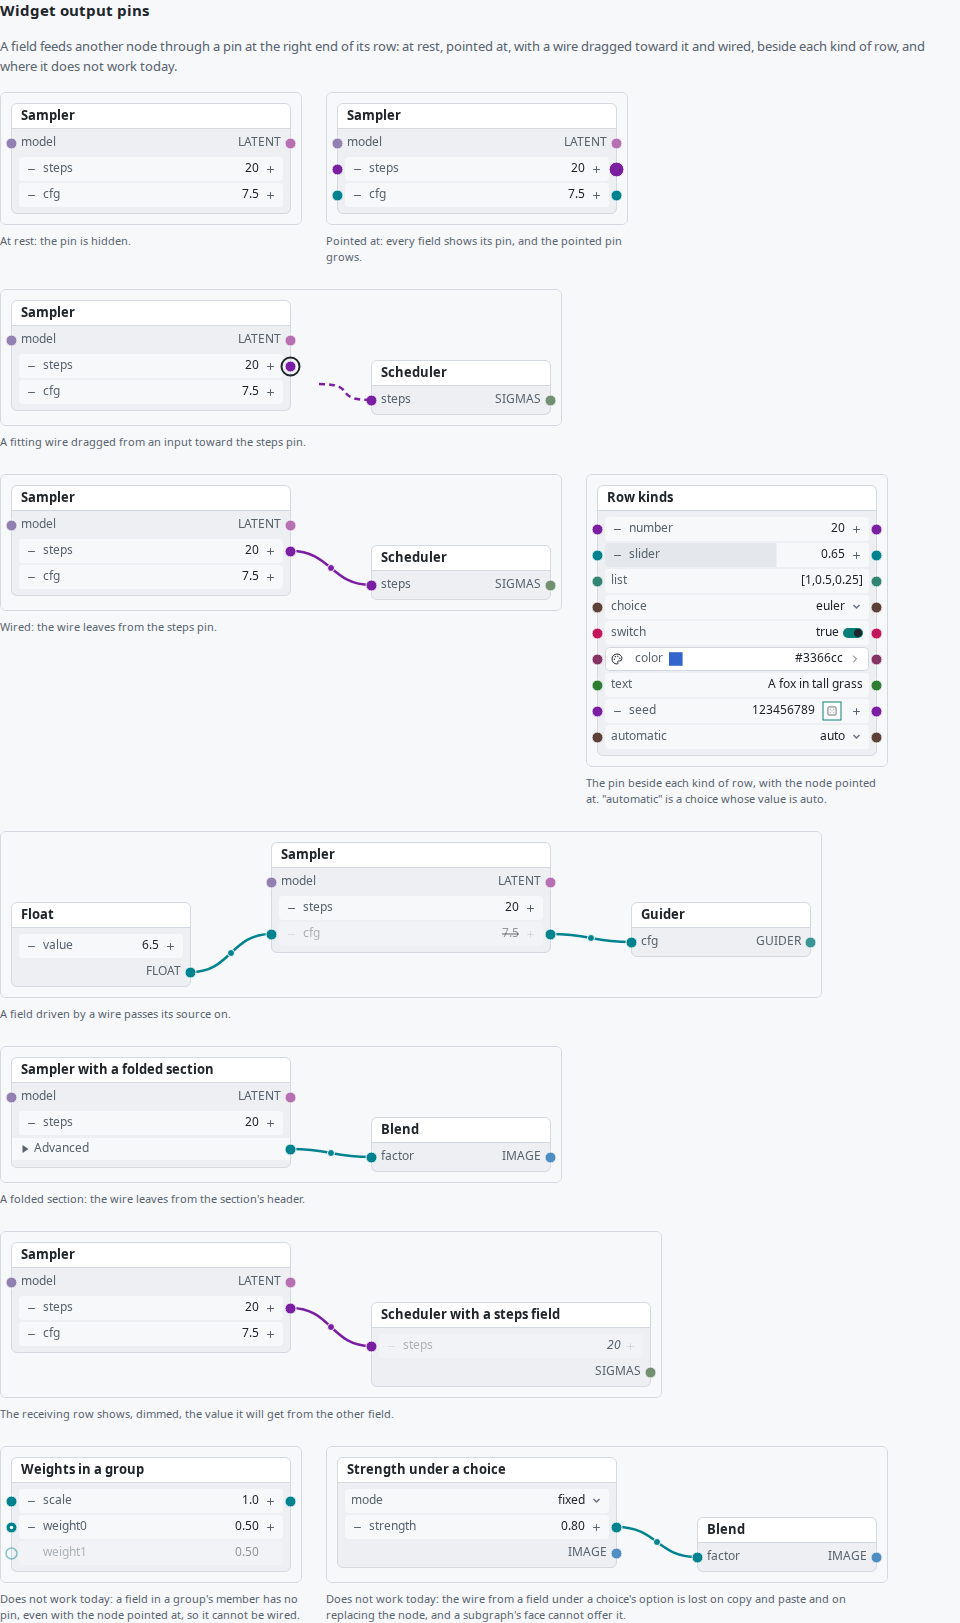 Widget output pins
A field feeds another node through a pin at the right end of its row: at rest, pointed at, with a wire dragged toward it and wired, beside each kind of row, and
where it does not work today.
Sampler
model LATENT
– steps 20 +
– cfg 7.5 +
At rest: the pin is hidden.
Sampler
model LATENT
– steps 20 +
– cfg 7.5 +
Pointed at: every field shows its pin, and the pointed pin
grows.
Sampler
model LATENT
– steps 20 +
– cfg 7.5 +
Scheduler
steps SIGMAS
A fitting wire dragged from an input toward the steps pin.
Sampler
model LATENT
– steps 20 +
– cfg 7.5 +
Scheduler
steps SIGMAS
Wired: the wire leaves from the steps pin.
Row kinds
– number 20 +
– slider 0.65 +
list [1,0.5,0.25]
choice euler
switch true
color #3366cc
text A fox in tall grass
– seed 123456789 +
automatic auto
The pin beside each kind of row, with the node pointed
at. "automatic" is a choice whose value is auto.
Float
– value 6.5 +
FLOAT
Sampler
model LATENT
– steps 20 +
– cfg 7.5 +
Guider
cfg GUIDER
A field driven by a wire passes its source on.
Sampler with a folded section
model LATENT
– steps 20 +
Advanced
Blend
factor IMAGE
A folded section: the wire leaves from the section's header.
Sampler
model LATENT
– steps 20 +
– cfg 7.5 +
Scheduler with a steps field
– steps 20 +
SIGMAS
The receiving row shows, dimmed, the value it will get from the other field.
Weights in a group
– scale 1.0 +
– weight0 0.50 +
weight1 0.50
Does not work today: a field in a group's member has no
pin, even with the node pointed at, so it cannot be wired.
Strength under a choice
mode fixed
– strength 0.80 +
IMAGE
Blend
factor IMAGE
Does not work today: the wire from a field under a choice's option is lost on copy and paste and on
replacing the node, and a subgraph's face cannot offer it.